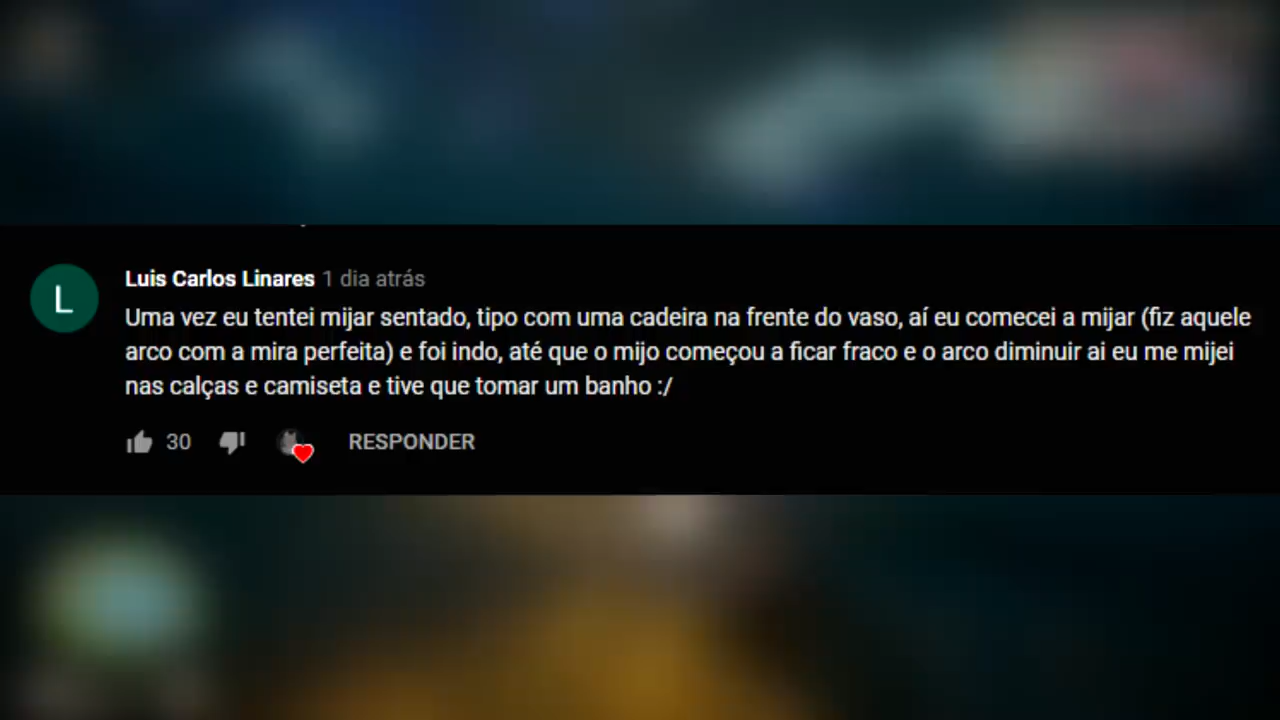 L
Luis Carlos Linares 1 dia atrás
Uma vez eu tentei mijar sentado, tipo com uma cadeira na frente do vaso, aí eu comecei a mijar (fiz aquele
arco com a mira perfeita) e foi indo, até que o mijo começou a ficar fraco e o arco diminuir ai eu me mijei
nas calças e camiseta e tive que tomar um banho :/
30 RESPONDER